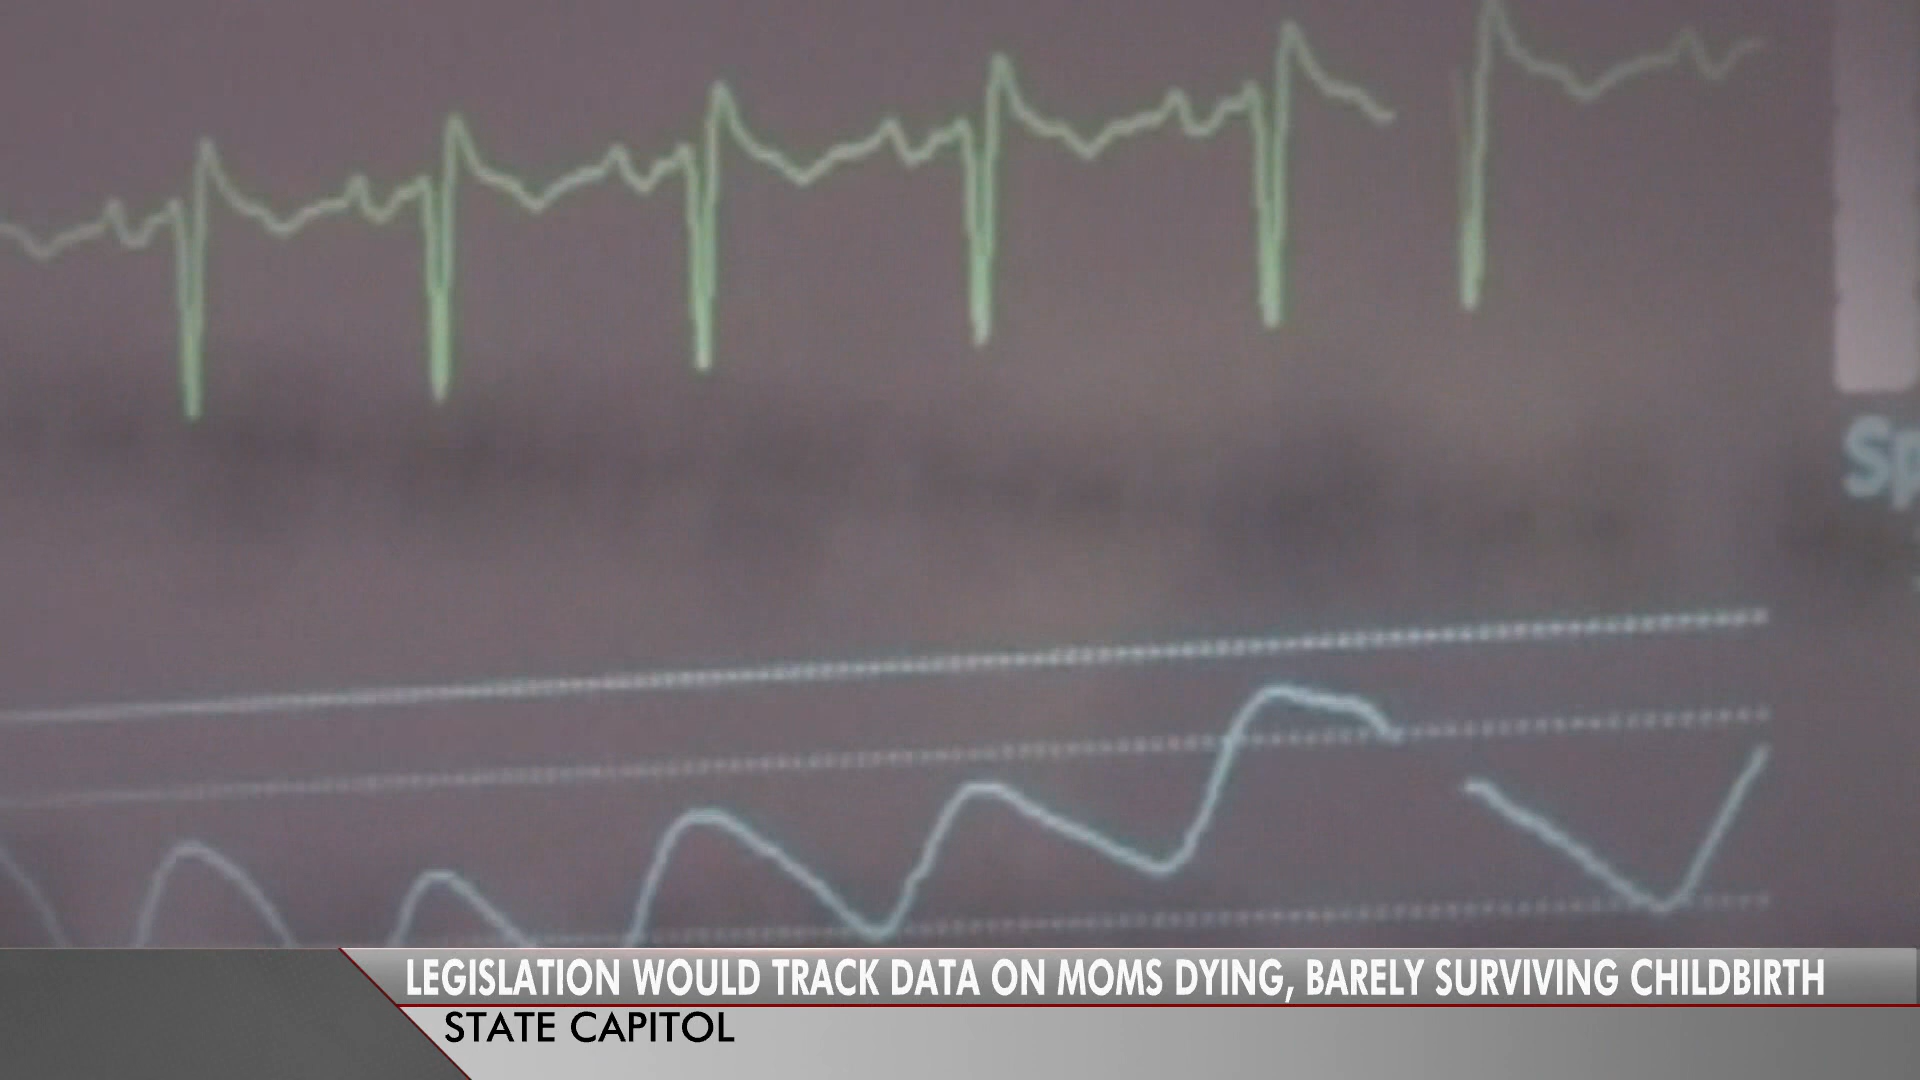 LEGISLATION WOULD TRACK DATA ON MOMS DYING, BARELY SURVIVING CHILDBIRTH
STATE CAPITOL